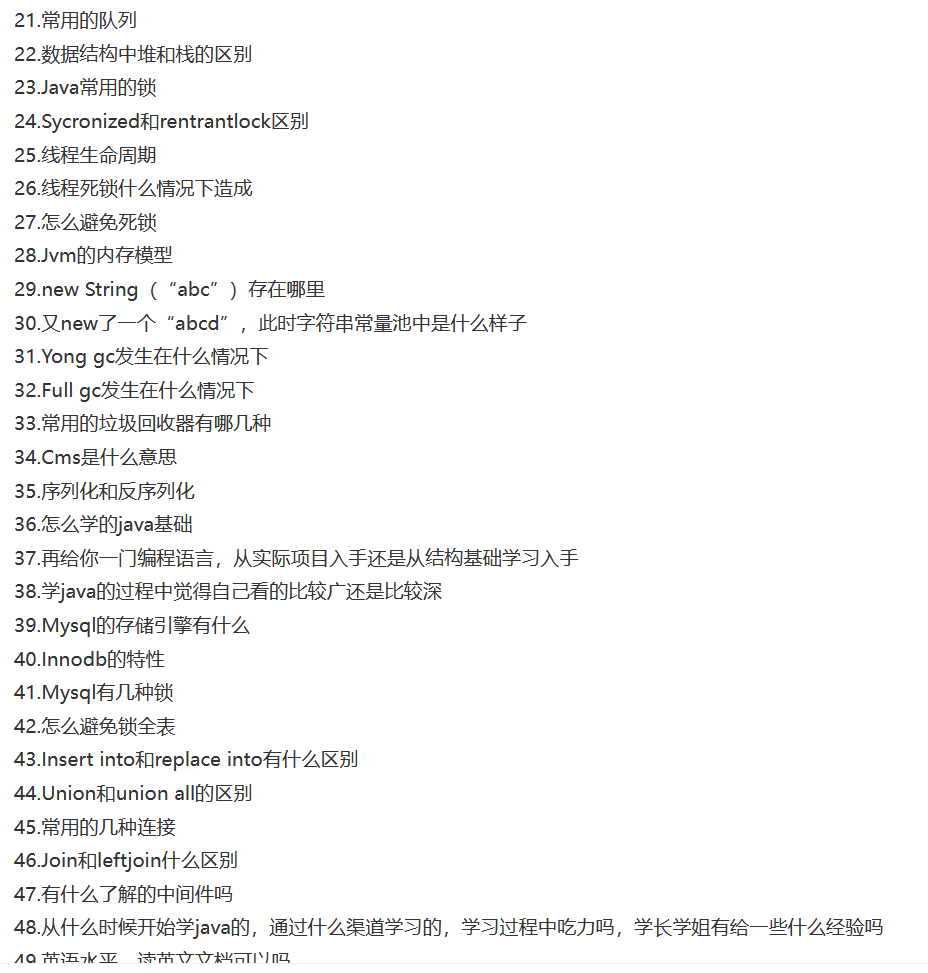 21.常用的队列
22.数据结构中堆和栈的区别
23.Java常用的锁
24.Sycronized和rentrantlock区别
25.线程生命周期
26.线程死锁什么情况下造成
27.怎么避免死锁
28.Jvm的内存模型
29.new String（“abc”）存在哪里
30.又new了一个“abcd”，此时字符串常量池中是什么样子
31.Yong gc发生在什么情况下
32.Full gc发生在什么情况下
33.常用的垃圾回收器有哪几种
34.Cms是什么意思
35.序列化和反序列化
36.怎么学的java基础
37.再给你一门编程语言，从实际项目入手还是从结构基础学习入手
38.学java的过程中觉得自己看的比较广还是比较深
39.Mysql的存储引擎有什么
40.Innodb的特性
41.Mysql有几种锁
42.怎么避免锁全表
43.Insert into和replace into有什么区别
44.Union和union all的区别
45.常用的几种连接
46.Join和leftjoin什么区别
47.有什么了解的中间件吗
48.从什么时候开始学java的，通过什么渠道学习的，学习过程中吃力吗，学长学姐有给一些什么经验吗
49.英语水平，读英文文档可以吗